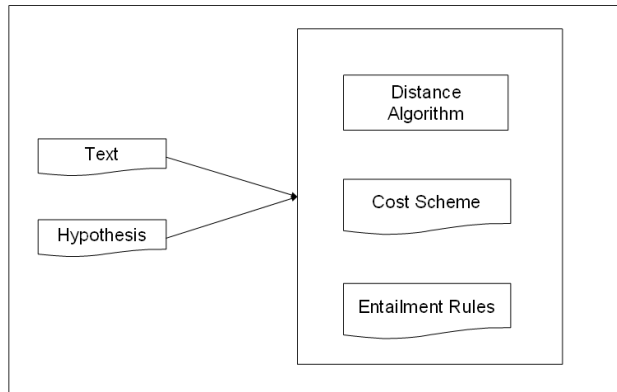 Text
Hypothesis
Distance
Algorithm
Cost Scheme
Entailment Rules